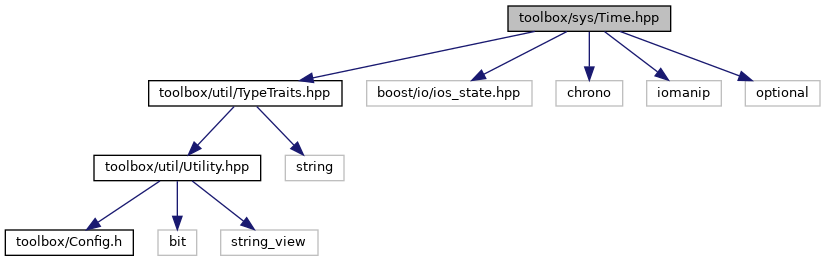 toolbox/sys/Time.hpp
toolbox/util/TypeTraits.hpp
boost/io/ios_state.hpp
chrono
iomanip
optional
toolbox/util/Utility.hpp
string
toolbox/Config.h
bit
string_view